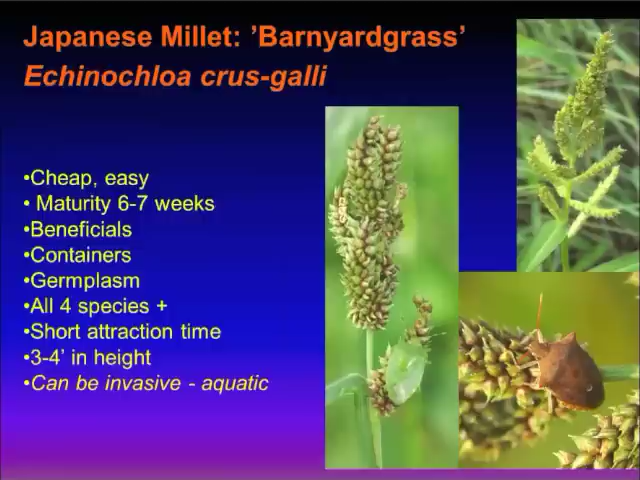 Japanese Millet: ’Barnyardgrass’
Echinochloa crus-galli
•Cheap, easy
• Maturity 6-7 weeks
•Beneficials
•Containers
•Germplasm
•All 4 species +
•Short attraction time
•3-4’ in height
•Can be invasive - aquatic